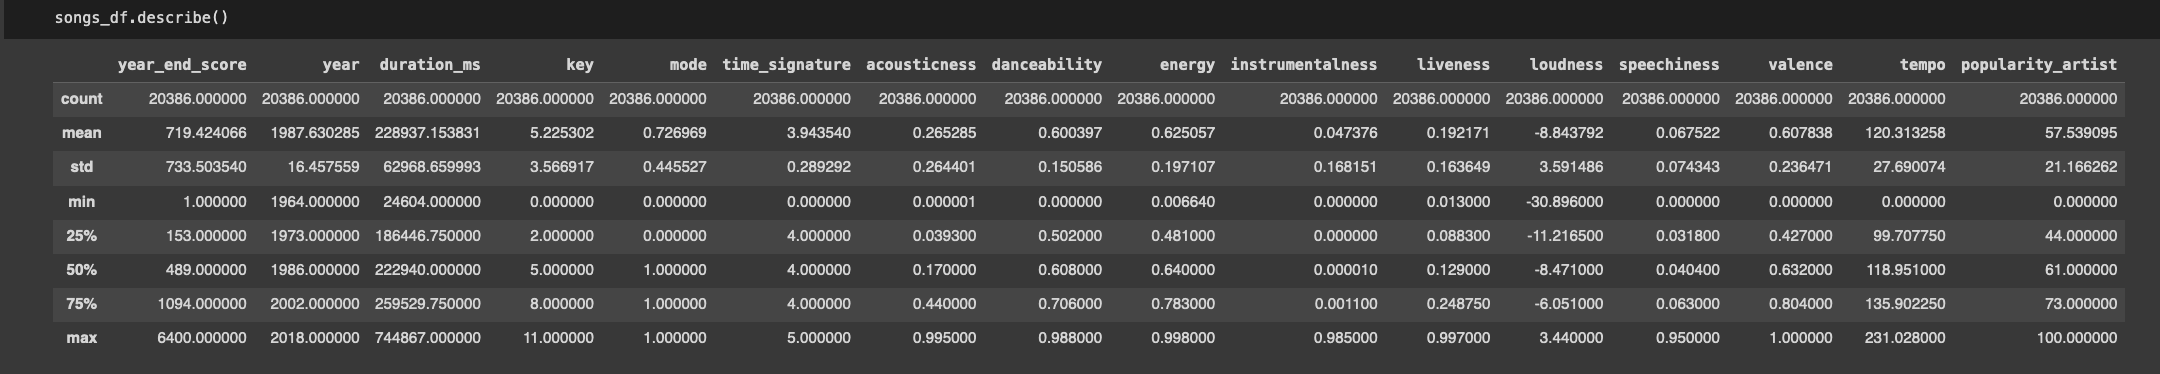 songs_df.describe()
year_end_score year duration_ms key mode time_signature acousticness danceability energy instrumentalness liveness loudness speechiness valence tempo popularity_artist
count 20386.000000 20386.000000 20386.000000 20386.000000 20386.000000 20386.000000 20386.000000 20386.000000 20386.000000 20386.000000 20386.000000 20386.000000 20386.000000 20386.000000 20386.000000 20386.000000
mean 719.424066 1987.630285 228937.153831 5.225302 0.726969 3.943540 0.265285 0.600397 0.625057 0.047376 0.192171 -8.843792 0.067522 0.607838 120.313258 57.539095
std 733.503540 16.457559 62968.659993 3.566917 0.445527 0.289292 0.264401 0.150586 0.197107 0.168151 0.163649 3.591486 0.074343 0.236471 27.690074 21.166262
min 1.000000 1964.000000 24604.000000 0.000000 0.000000 0.000000 0.000001 0.000000 0.006640 0.000000 0.013000 -30.896000 0.000000 0.000000 0.000000 0.000000
25% 153.000000 1973.000000 186446.750000 2.000000 0.000000 4.000000 0.039300 0.502000 0.481000 0.000000 0.088300 -11.216500 0.031800 0.427000 99.707750 44.000000
50% 489.000000 1986.000000 222940.000000 5.000000 1.000000 4.000000 0.170000 0.608000 0.640000 0.000010 0.129000 -8.471000 0.040400 0.632000 118.951000 61.000000
75% 1094.000000 2002.000000 259529.750000 8.000000 1.000000 4.000000 0.440000 0.706000 0.783000 0.001100 0.248750 -6.051000 0.063000 0.804000 135.902250 73.000000
max 6400.000000 2018.000000 744867.000000 11.000000 1.000000 5.000000 0.995000 0.988000 0.998000 0.985000 0.997000 3.440000 0.950000 1.000000 231.028000 100.000000